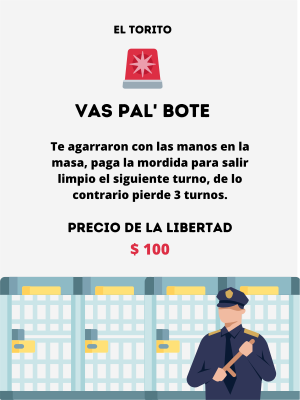 EL TORITO
VAS PAL' BOTE
Te agarraron con las manos en la
masa, paga la mordida para salir
limpio el siguiente turno, de lo
contrario pierde 3 turnos.
PRECIO DE LA LIBERTAD
$ 100